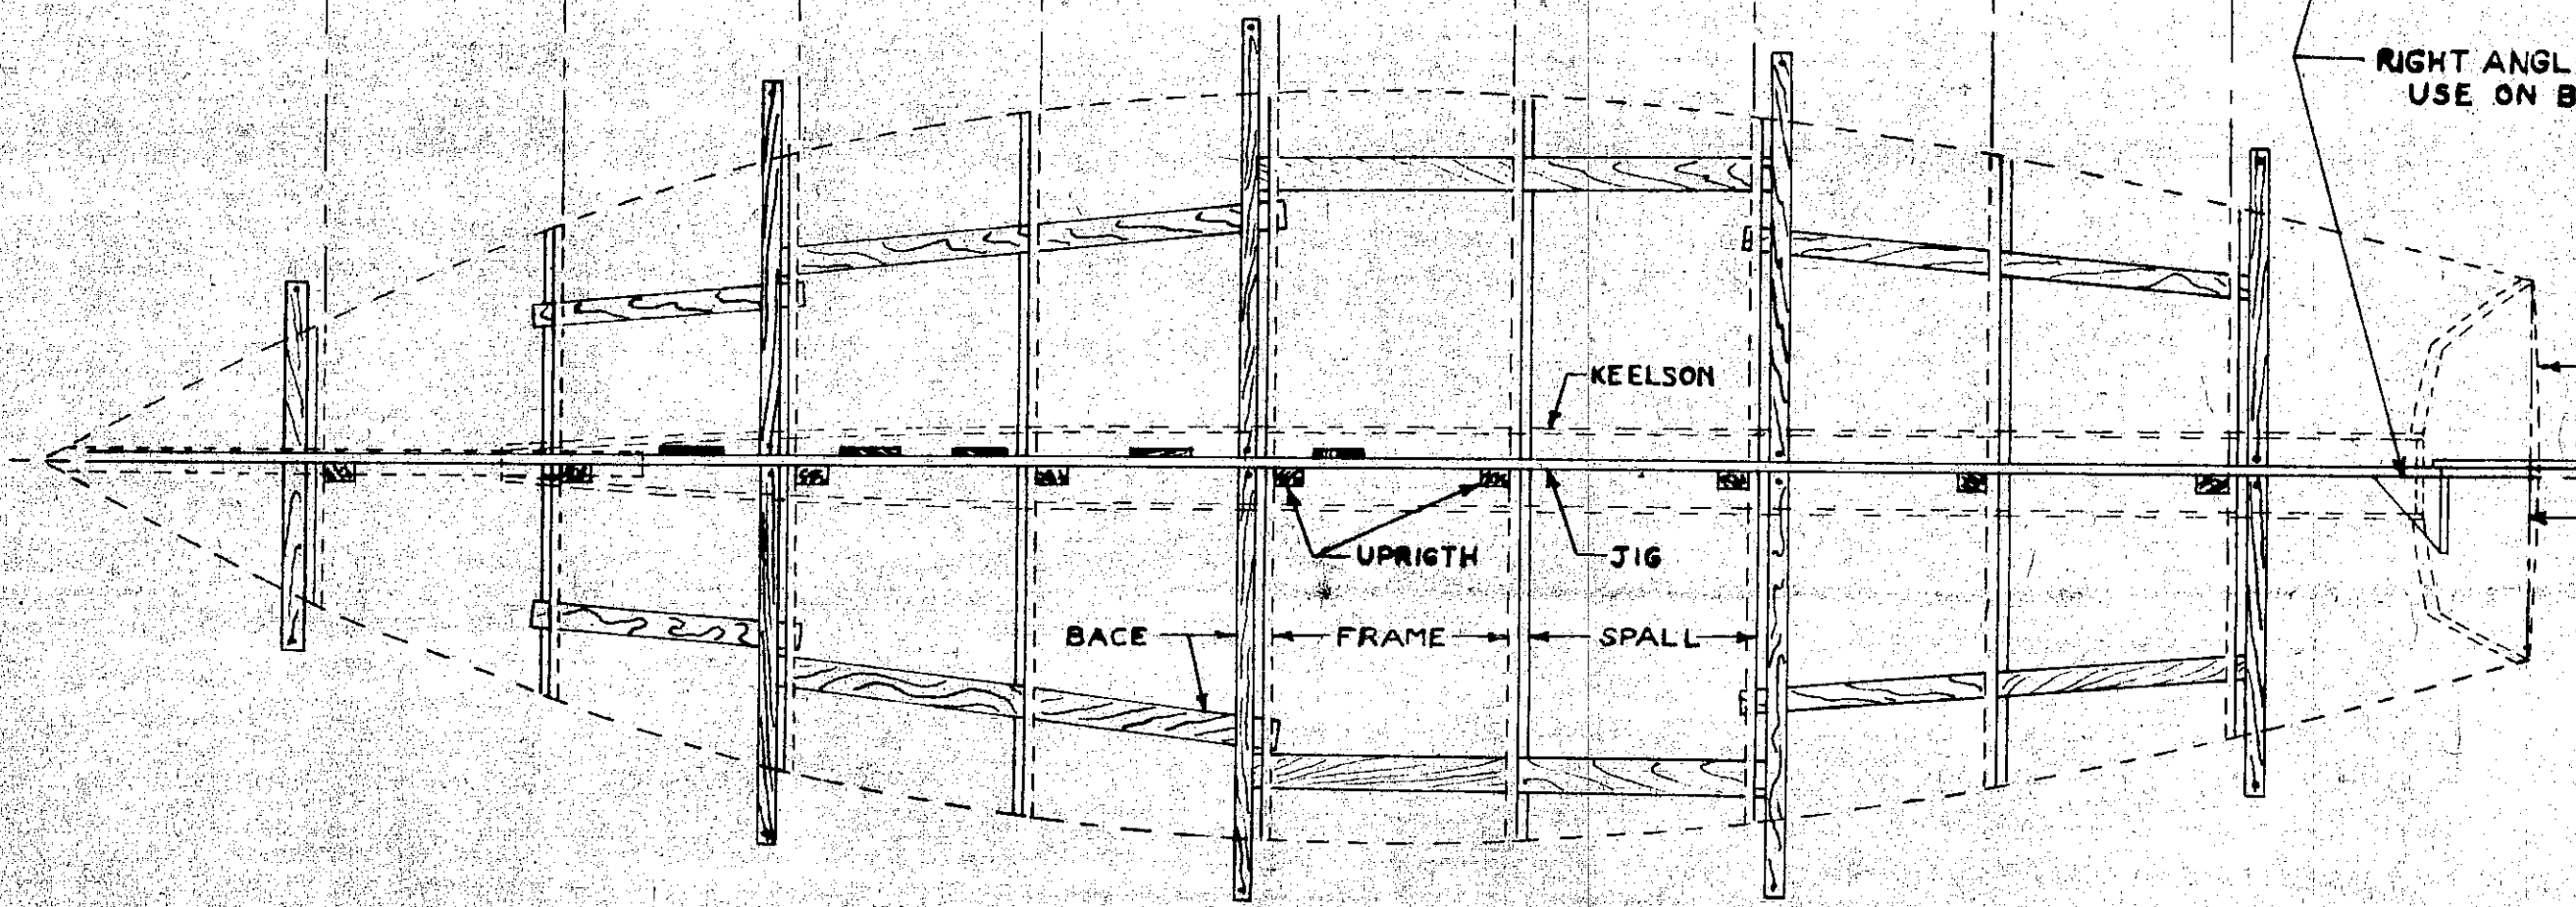 RIGHT ANGL
USE ON B
KEELSON
UPRIGTH
JIG
BACE
FRAME
SPALL